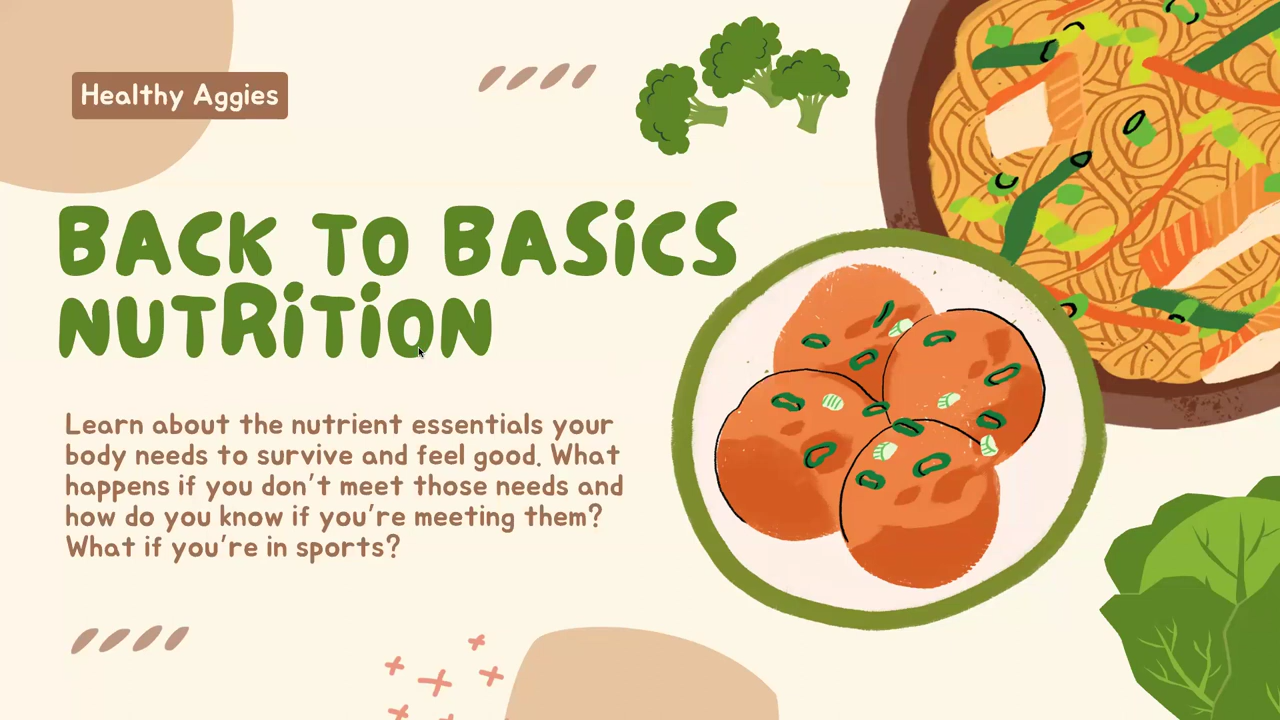 Healthy Aggies
BACK TO BASICS
NUTRITION
Learn about the nutrient essentials your
body needs to survive and feel good. What
happens if you don't meet those needs and
how do you know if you're meeting them?
What if you're in sports?